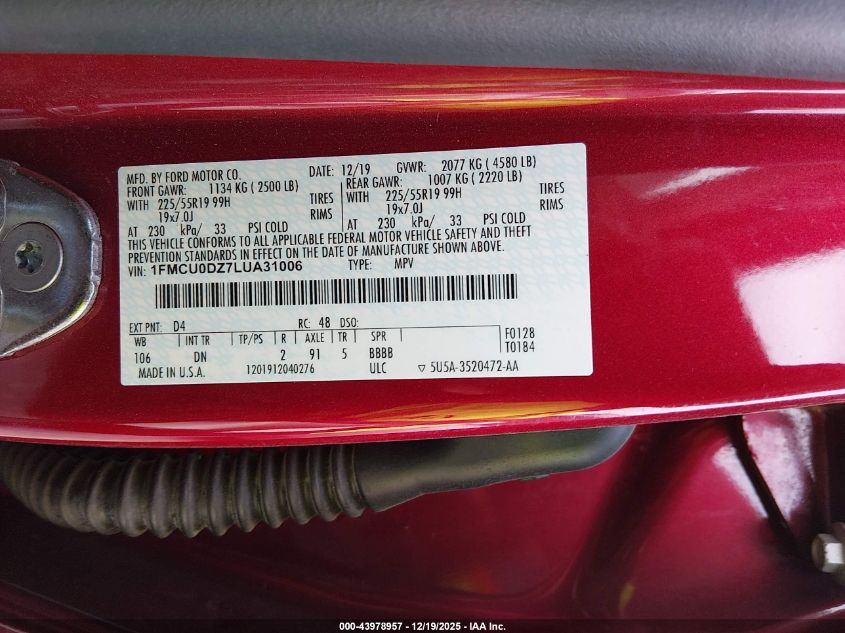 MFD. BY FORD MOTOR CO. DATE: 12/19 GVWR: 2077 KG ( 4580 LB)
FRONT GAWR: 1134 KG ( 2500 LB) REAR GAWR: 1007 KG ( 2220 LB)
WITH 225/55R19 99H TIRES WITH 225/55R19 99H TIRES
19x7.0J RIMS 19x7.0J RIMS
AT 230 kPa/ 33 PSI COLD AT 230 kPa/ 33 PSI COLD
THIS VEHICLE CONFORMS TO ALL APPLICABLE FEDERAL MOTOR VEHICLE SAFETY AND THEFT
PREVENTION STANDARDS IN EFFECT ON THE DATE OF MANUFACTURE SHOWN ABOVE.
VIN: 1FMCU0DZ7LUA31006 TYPE: MPV
EXT PNT: D4 RC: 48 DSO: F0128
WB INT TR TP/PS R AXLE TR SPR T0184
106 DN 2 91 5 BBBB
MADE IN U.S.A. 1201912040276 ULC ▽ 5U5A-3520472-AA
000-43978957 - 12/19/2025 - IAA Inc.